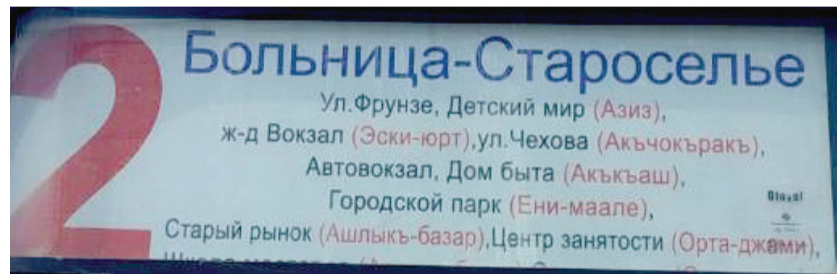 2
Больница-Староселье
Ул.Фрунзе, Детский мир (Азиз),
ж-д Вокзал (Эски-юрт),ул.Чехова (Акъчокъракъ),
Автовокзал, Дом быта (Акъкъаш),
Городской парк (Ени-маале),
Старый рынок (Ашлыкъ-базар),Центр занятости (Орта-джами),